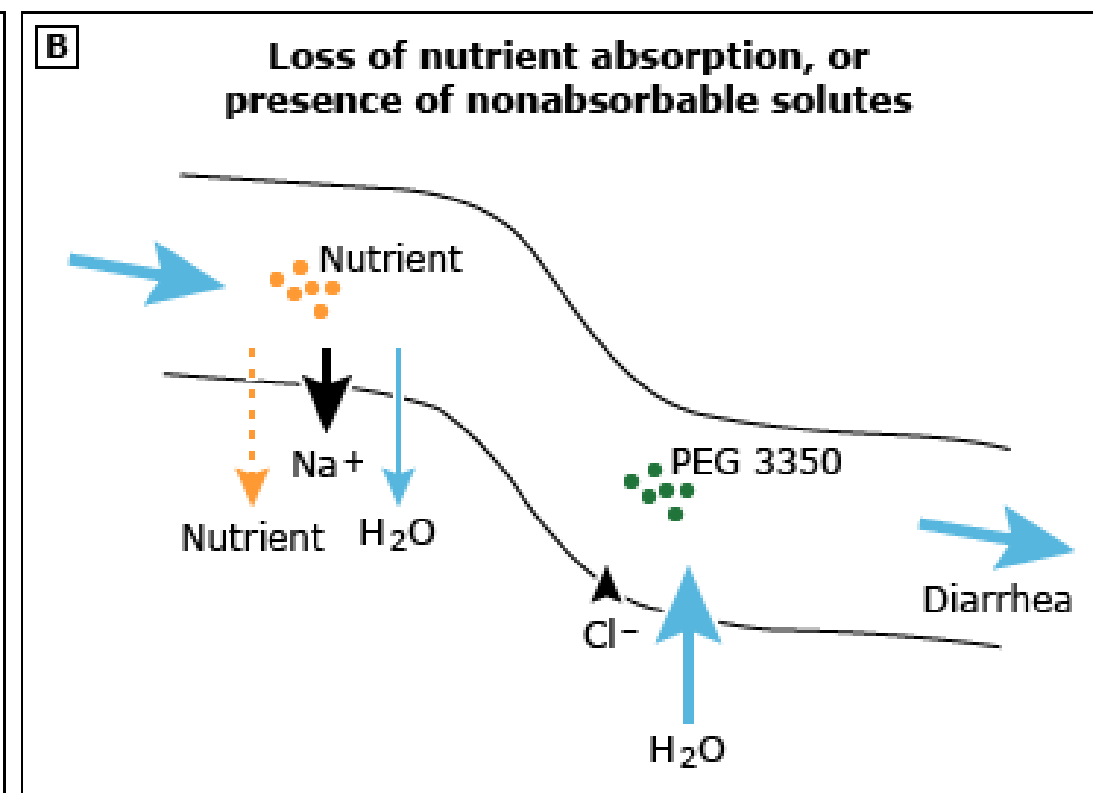 B
Loss of nutrient absorption, or
presence of nonabsorbable solutes
Nutrient
Na+
Nutrient
H₂O
PEG 3350
Cl−
H₂O
Diarrhea